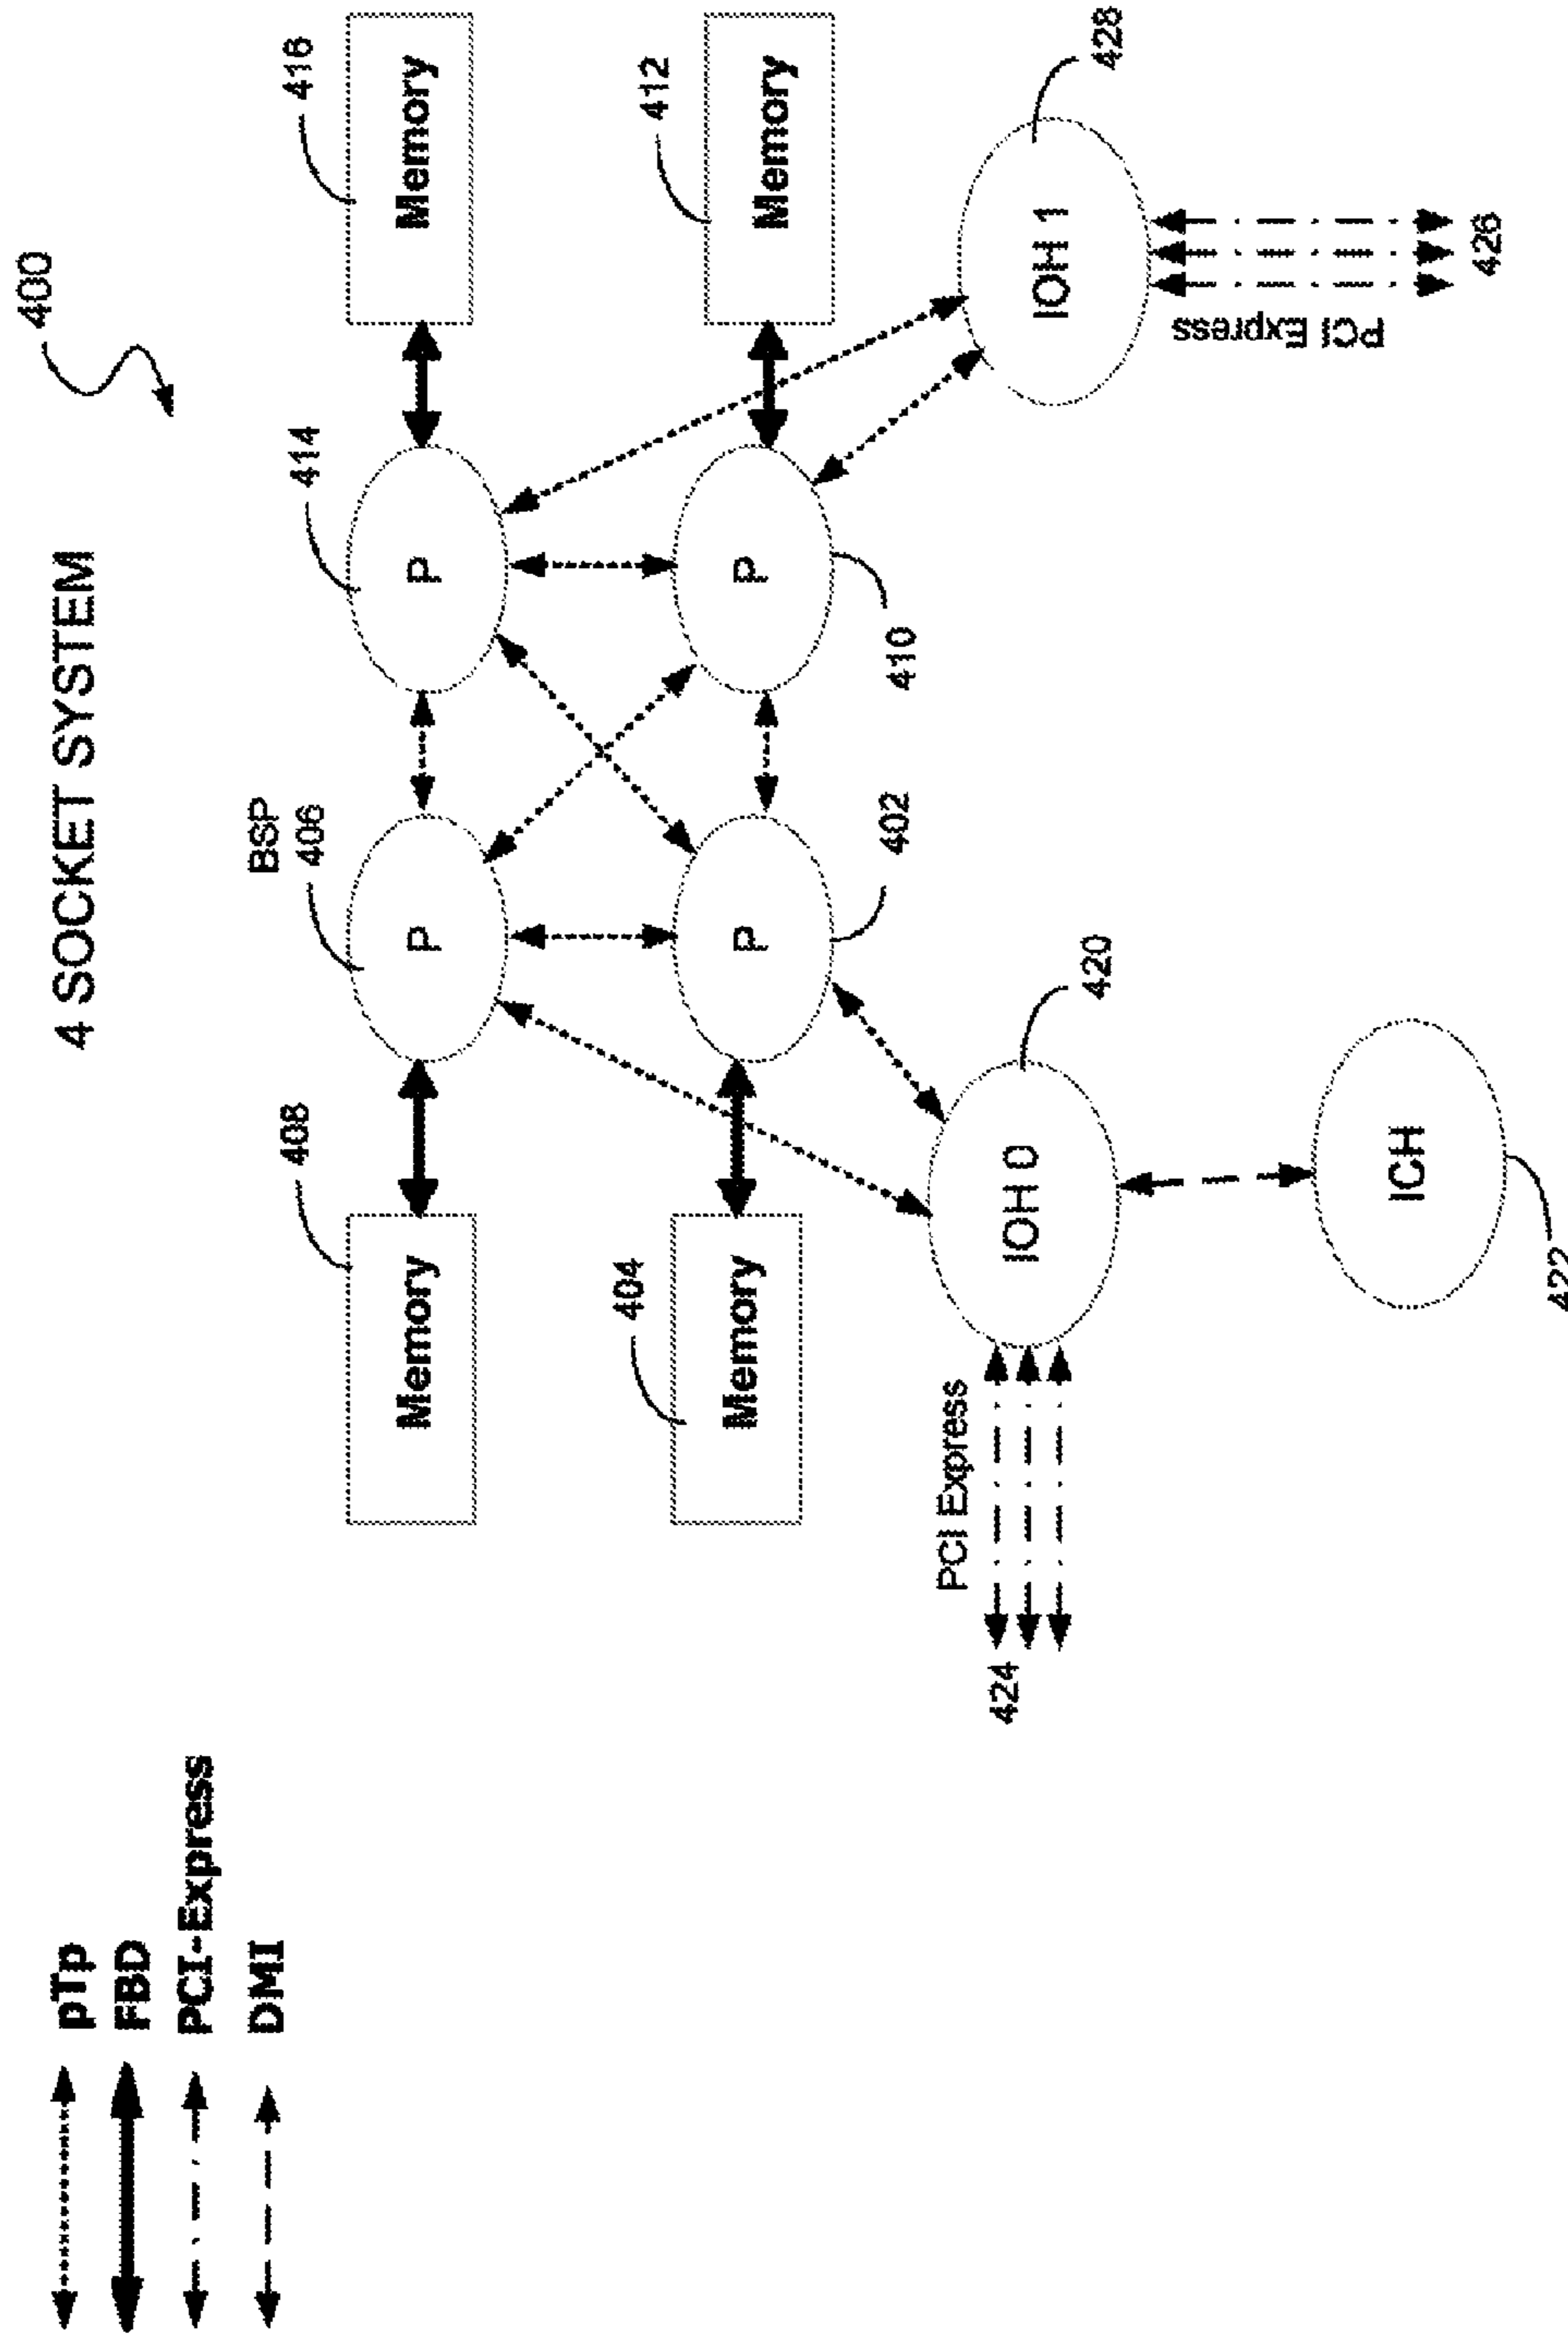 pTp
FBD
PCI-Express
DMI
4 SOCKET SYSTEM
400
BSP
408
406
414
416
Memory
P
P
Memory
404
412
Memory
P
P
Memory
402
410
PCI Express
424
IOH 0
420
IOH 1
428
PCI Express
426
ICH
422